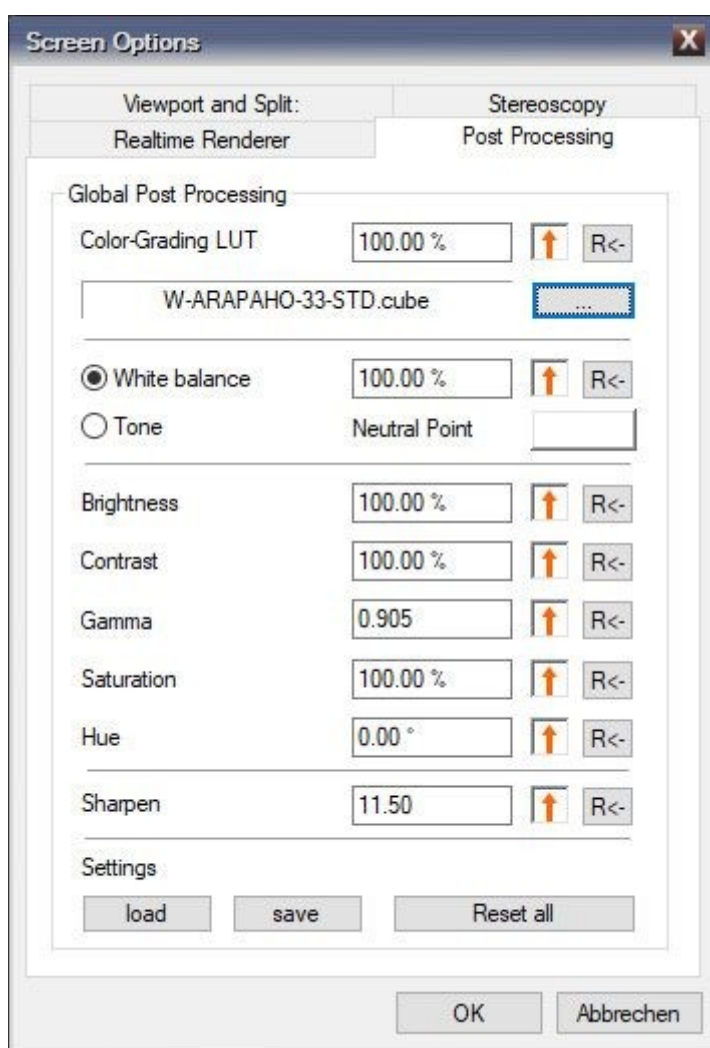 Screen Options
Viewport and Split: Stereoscopy
Realtime Renderer Post Processing
Global Post Processing
Color-Grading LUT 100.00 % R<-
W-ARAPAHO-33-STD.cube ...
White balance 100.00 % R<-
Tone Neutral Point
Brightness 100.00 % R<-
Contrast 100.00 % R<-
Gamma 0.905 R<-
Saturation 100.00 % R<-
Hue 0.00 ° R<-
Sharpen 11.50 R<-
Settings
load save Reset all
OK Abbrechen